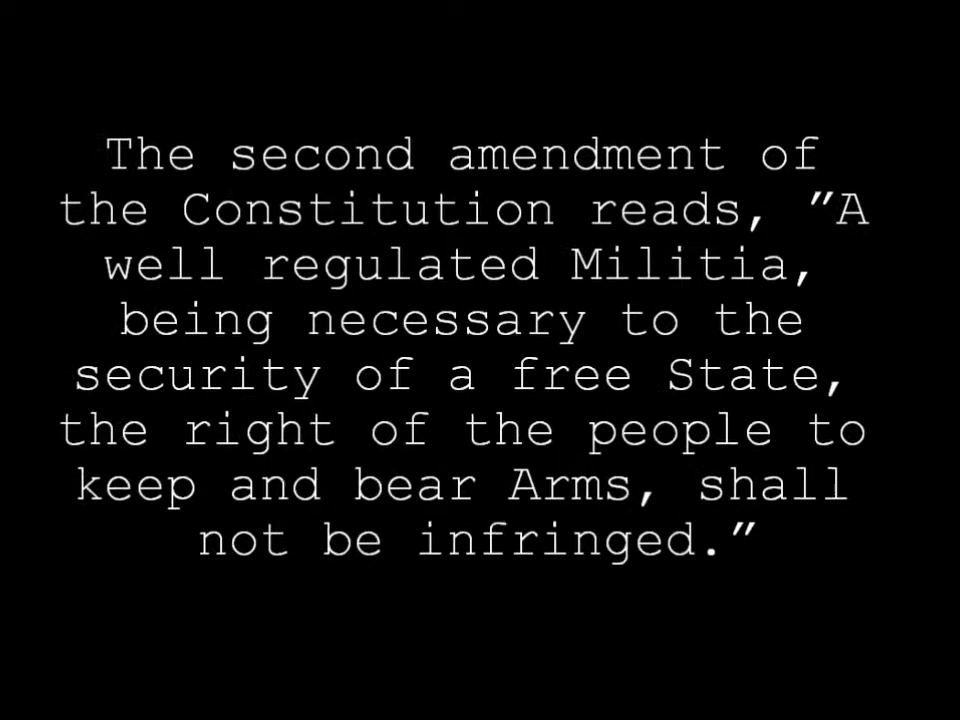 The second amendment of
the Constitution reads, "A
well regulated Militia,
being necessary to the
security of a free State,
the right of the people to
keep and bear Arms, shall
not be infringed."